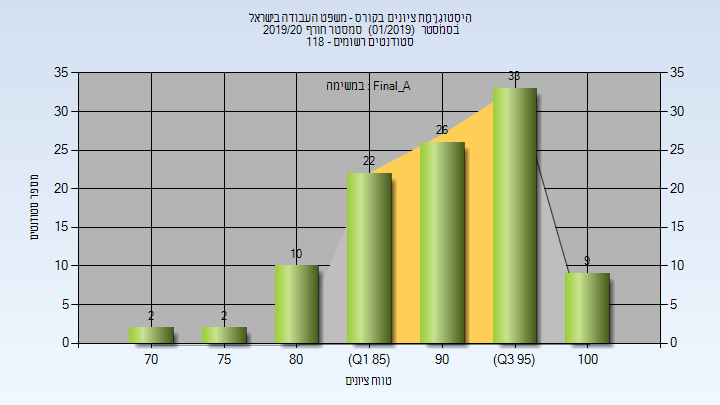 היסטוגרמת ציונים בקורס - משפט העבודה בישראל
בסמסטר (01/2019) סמסטר חורף 2019/20
סטודנטים רשומים - 118
במשימה : Final_A
מספר סטודנטים
35 35
30 30
25 25
20 20
15 15
10 10
5 5
0 0
2 2 10 22 26 33 9
70 75 80 (Q1 85) 90 (Q3 95) 100
טווח ציונים